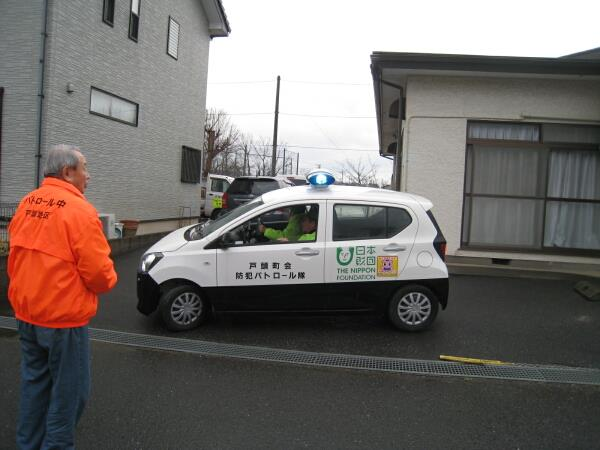 パトロール中
戸頭地区
戸頭町会
防犯パトロール隊
日本
財団
THE NIPPON
FOUNDATION